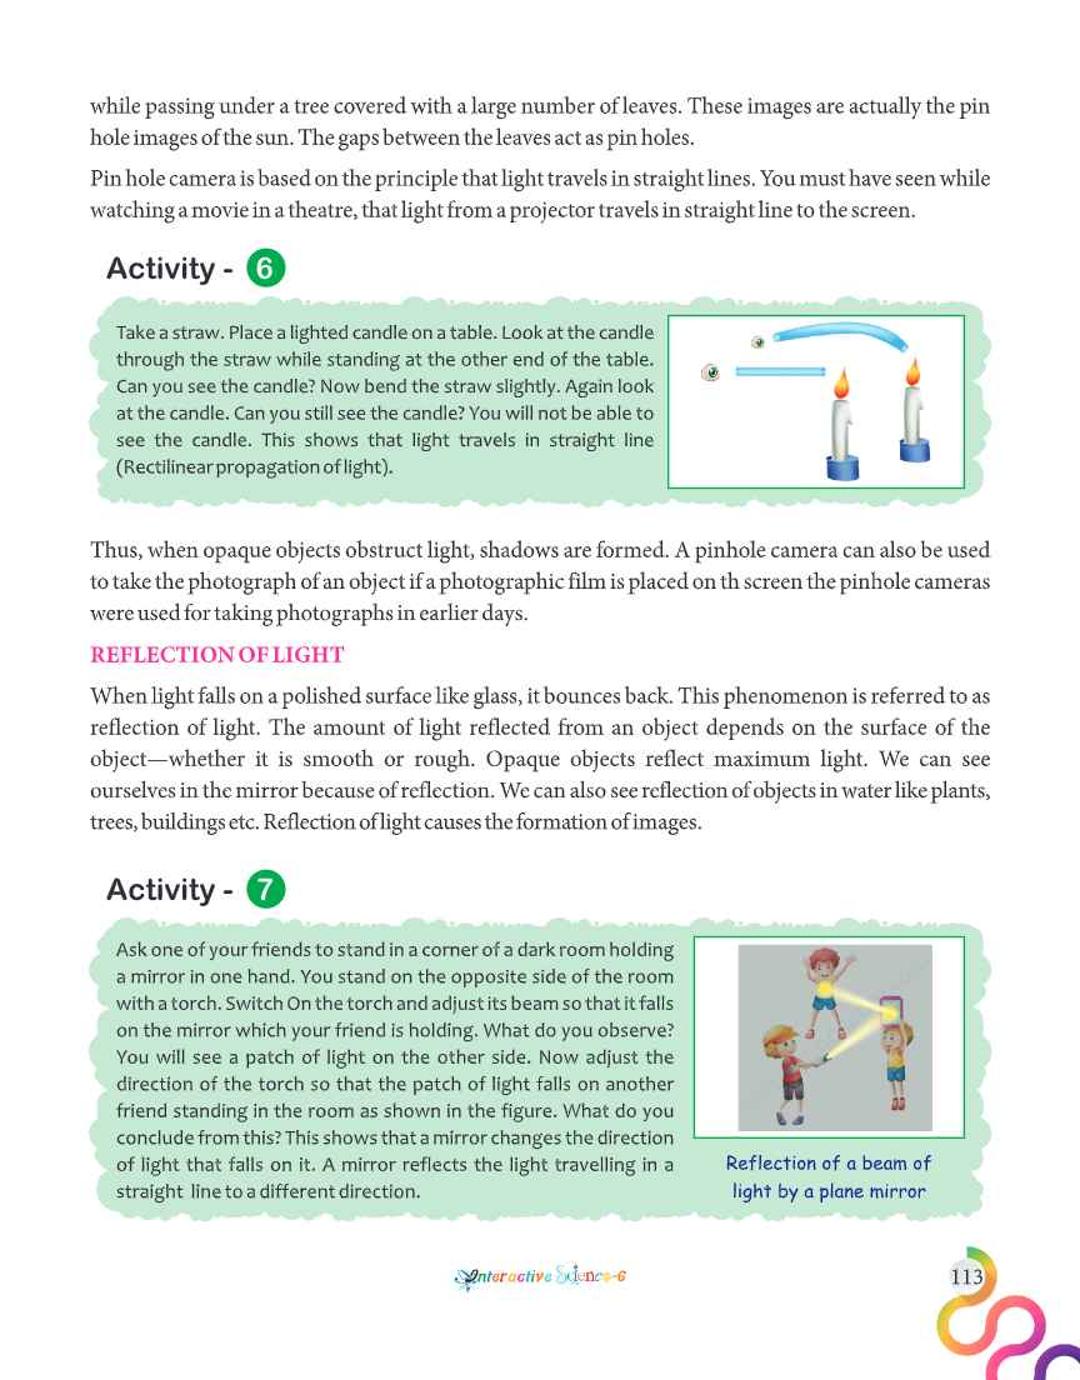 while passing under a tree covered with a large number of leaves. These images are actually the pin
hole images of the sun. The gaps between the leaves act as pin holes.
Pin hole camera is based on the principle that light travels in straight lines. You must have seen while
watching a movie in a theatre, that light from a projector travels in straight line to the screen.
Activity - 6
Take a straw. Place a lighted candle on a table. Look at the candle
through the straw while standing at the other end of the table.
Can you see the candle? Now bend the straw slightly. Again look
at the candle. Can you still see the candle? You will not be able to
see the candle. This shows that light travels in straight line
(Rectilinear propagation of light).
Thus, when opaque objects obstruct light, shadows are formed. A pinhole camera can also be used
to take the photograph of an object if a photographic film is placed on th screen the pinhole cameras
were used for taking photographs in earlier days.
REFLECTION OF LIGHT
When light falls on a polished surface like glass, it bounces back. This phenomenon is referred to as
reflection of light. The amount of light reflected from an object depends on the surface of the
object—whether it is smooth or rough. Opaque objects reflect maximum light. We can see
ourselves in the mirror because of reflection. We can also see reflection of objects in water like plants,
trees, buildings etc. Reflection of light causes the formation of images.
Activity - 7
Ask one of your friends to stand in a corner of a dark room holding
a mirror in one hand. You stand on the opposite side of the room
with a torch. Switch On the torch and adjust its beam so that it falls
on the mirror which your friend is holding. What do you observe?
You will see a patch of light on the other side. Now adjust the
direction of the torch so that the patch of light falls on another
friend standing in the room as shown in the figure. What do you
conclude from this? This shows that a mirror changes the direction
of light that falls on it. A mirror reflects the light travelling in a
straight line to a different direction.
Reflection of a beam of
light by a plane mirror
Interactive Science-6
113